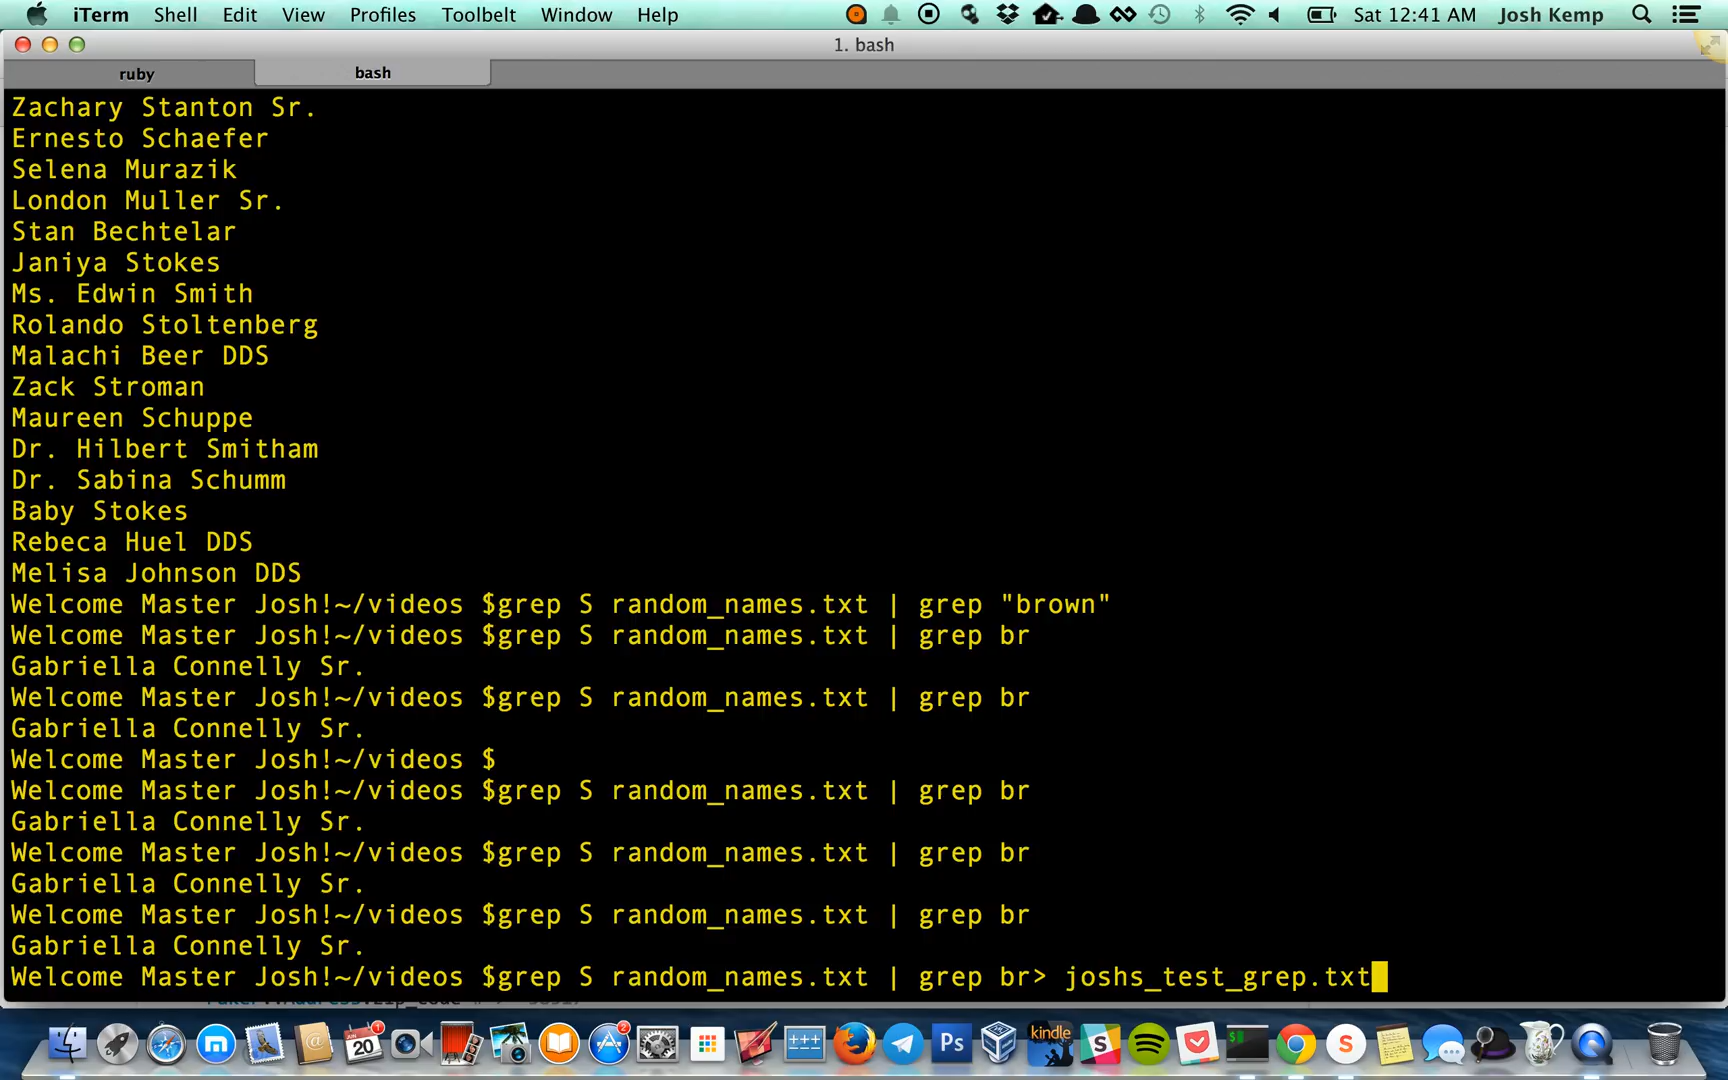 iTerm Shell Edit View Profiles Toolbelt Window Help Sat 12:41 AM Josh Kemp
1. bash
ruby bash
Zachary Stanton Sr.
Ernesto Schaefer
Selena Murazik
London Muller Sr.
Stan Bechtelar
Janiya Stokes
Ms. Edwin Smith
Rolando Stoltenberg
Malachi Beer DDS
Zack Stroman
Maureen Schuppe
Dr. Hilbert Smitham
Dr. Sabina Schumm
Baby Stokes
Rebeca Huel DDS
Melisa Johnson DDS
Welcome Master Josh!~/videos $grep S random_names.txt | grep "brown"
Welcome Master Josh!~/videos $grep S random_names.txt | grep br
Gabriella Connelly Sr.
Welcome Master Josh!~/videos $grep S random_names.txt | grep br
Gabriella Connelly Sr.
Welcome Master Josh!~/videos $
Welcome Master Josh!~/videos $grep S random_names.txt | grep br
Gabriella Connelly Sr.
Welcome Master Josh!~/videos $grep S random_names.txt | grep br
Gabriella Connelly Sr.
Welcome Master Josh!~/videos $grep S random_names.txt | grep br
Gabriella Connelly Sr.
Welcome Master Josh!~/videos $grep S random_names.txt | grep br> joshs_test_grep.txt
1 20 2 Ps kindle S $ S